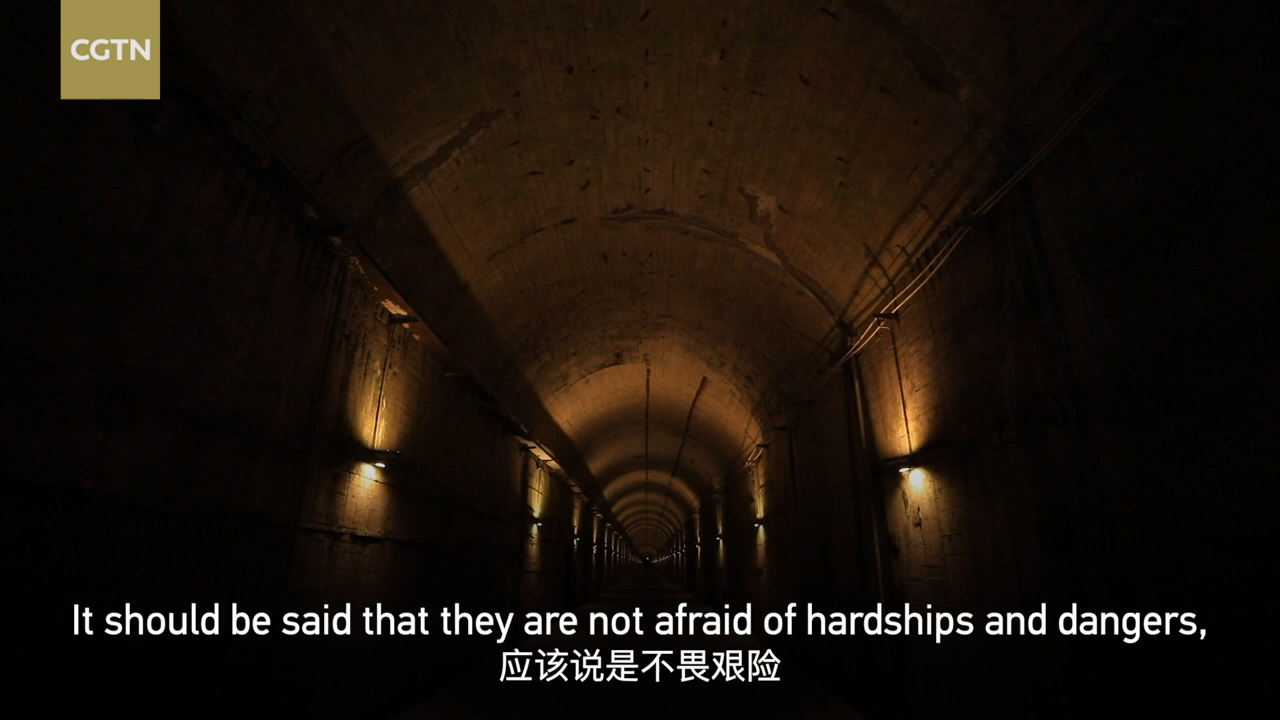 CGTN
It should be said that they are not afraid of hardships and dangers,
应该说是不畏艰险